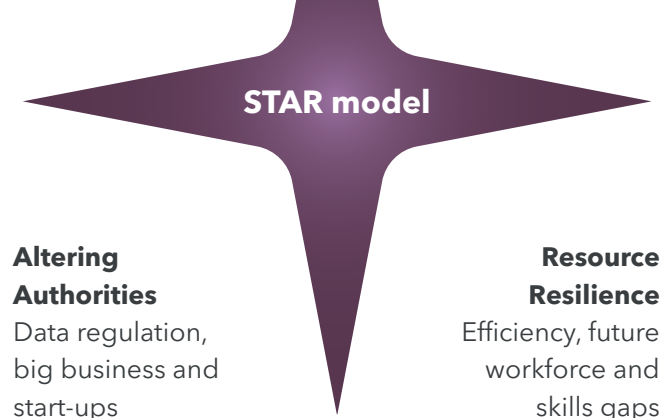 STAR model
Altering
Authorities
Data regulation,
big business and
start-ups
Resource
Resilience
Efficiency, future
workforce and
skills gaps